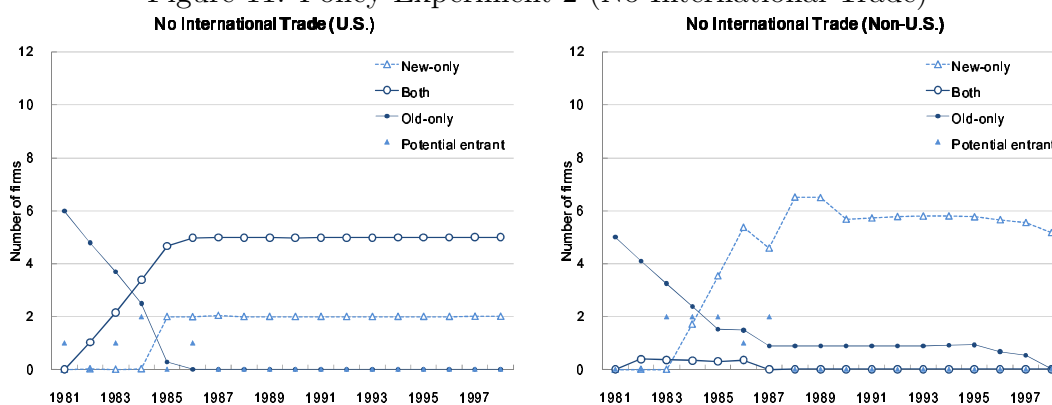 Figure 11: Policy Experiment 2 (No International Trade)
No International Trade (U.S.)
12
10
8
6
4
2
0
Number of firms
New-only
Both
Old-only
Potential entrant
1981 1983 1985 1987 1989 1991 1993 1995 1997
No International Trade (Non-U.S.)
12
10
8
6
4
2
0
Number of firms
New-only
Both
Old-only
Potential entrant
1981 1983 1985 1987 1989 1991 1993 1995 1997